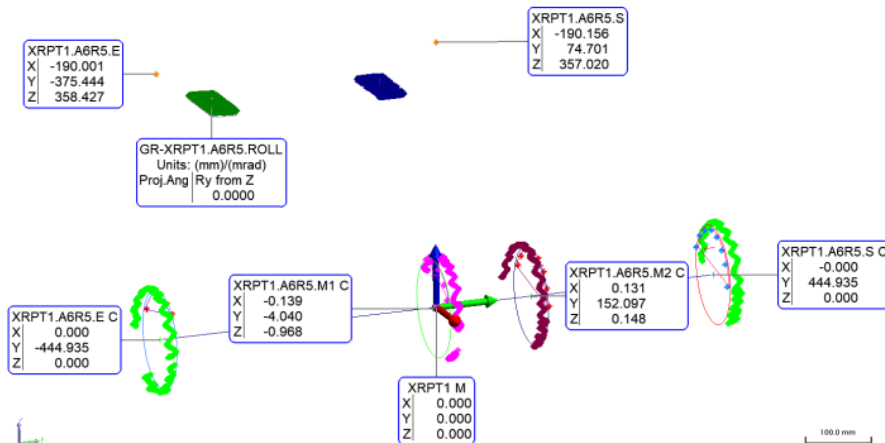 XRPT1.A6R5.S
X -190.156
Y 74.701
Z 357.020
XRPT1.A6R5.E
X -190.001
Y -375.444
Z 358.427
GR-XRPT1.A6R5.ROLL
Units: (mm)/(mrad)
Proj.Ang Ry from Z
0.0000
XRPT1.A6R5.S C
X -0.000
Y 444.935
Z 0.000
XRPT1.A6R5.M2 C
X 0.131
Y 152.097
Z 0.148
XRPT1.A6R5.M1 C
X -0.139
Y -4.040
Z -0.968
XRPT1.A6R5.E C
X 0.000
Y -444.935
Z 0.000
XRPT1 M
X 0.000
Y 0.000
Z 0.000
100.0 mm